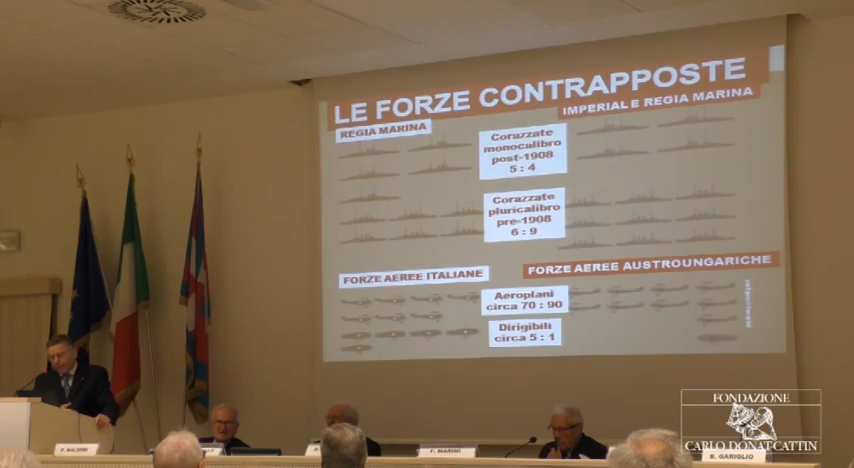 LE FORZE CONTRAPPOSTE
IMPERIAL E REGIA MARINA
REGIA MARINA
Corazzate
monocalibro
post-1908
5 : 4
Corazzate
pluricalibro
pre-1908
6 : 9
FORZE AEREE ITALIANE
FORZE AEREE AUSTROUNGARICHE
Aeroplani
circa 70 : 90
Dirigibili
circa 5 : 1
F. MARINI
B. GARIGLIO
FONDAZIONE
CARLO DONAT-CATTIN